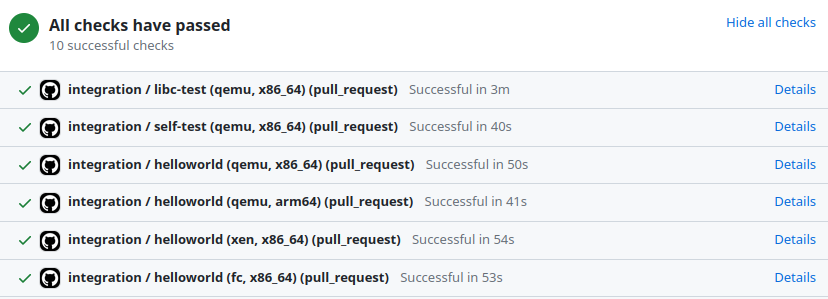 All checks have passed
Hide all checks
10 successful checks
integration / libc-test (qemu, x86_64) (pull_request) Successful in 3m Details
integration / self-test (qemu, x86_64) (pull_request) Successful in 40s Details
integration / helloworld (qemu, x86_64) (pull_request) Successful in 50s Details
integration / helloworld (qemu, arm64) (pull_request) Successful in 41s Details
integration / helloworld (xen, x86_64) (pull_request) Successful in 54s Details
integration / helloworld (fc, x86_64) (pull_request) Successful in 53s Details